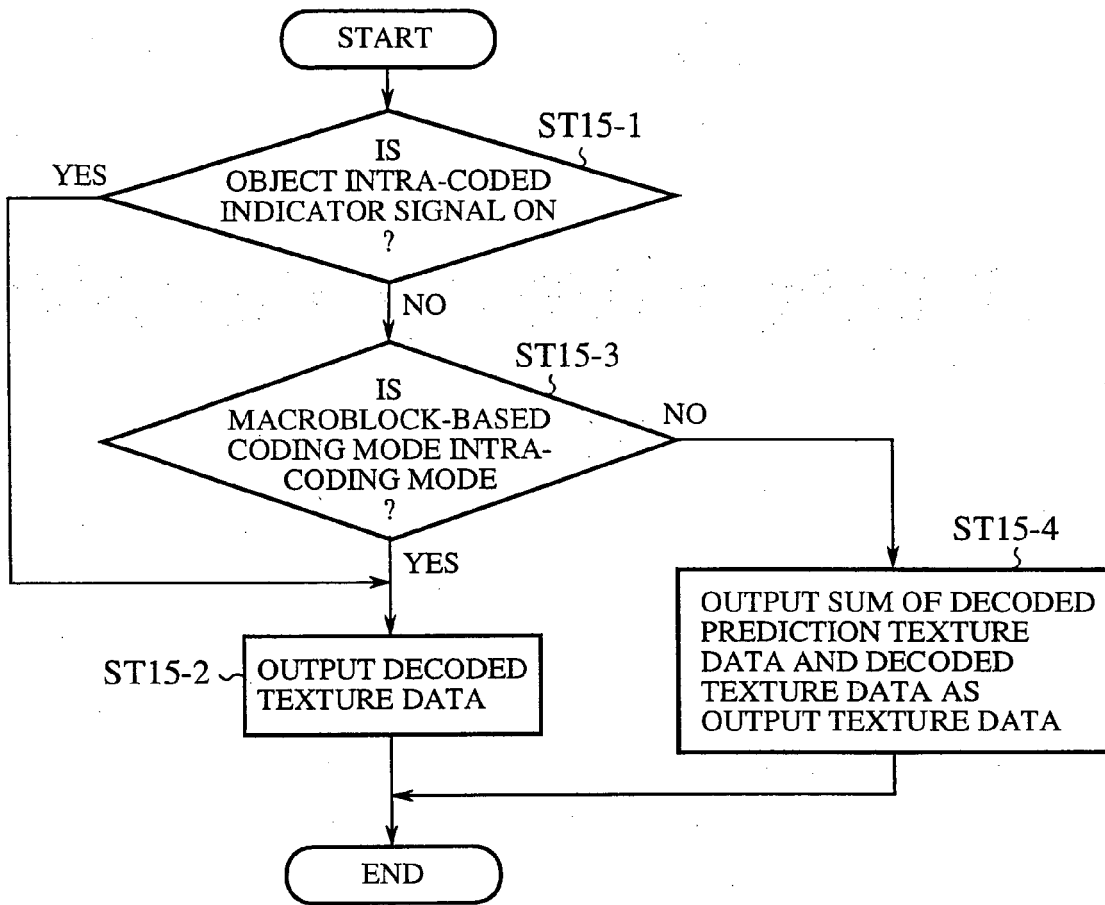 START
ST15-1
YES
IS
OBJECT INTRA-CODED
INDICATOR SIGNAL ON
?
NO
ST15-3
IS
MACROBLOCK-BASED
CODING MODE INTRA-
CODING MODE
?
NO
YES
ST15-4
OUTPUT SUM OF DECODED
PREDICTION TEXTURE
DATA AND DECODED
TEXTURE DATA AS
OUTPUT TEXTURE DATA
ST15-2
OUTPUT DECODED
TEXTURE DATA
END